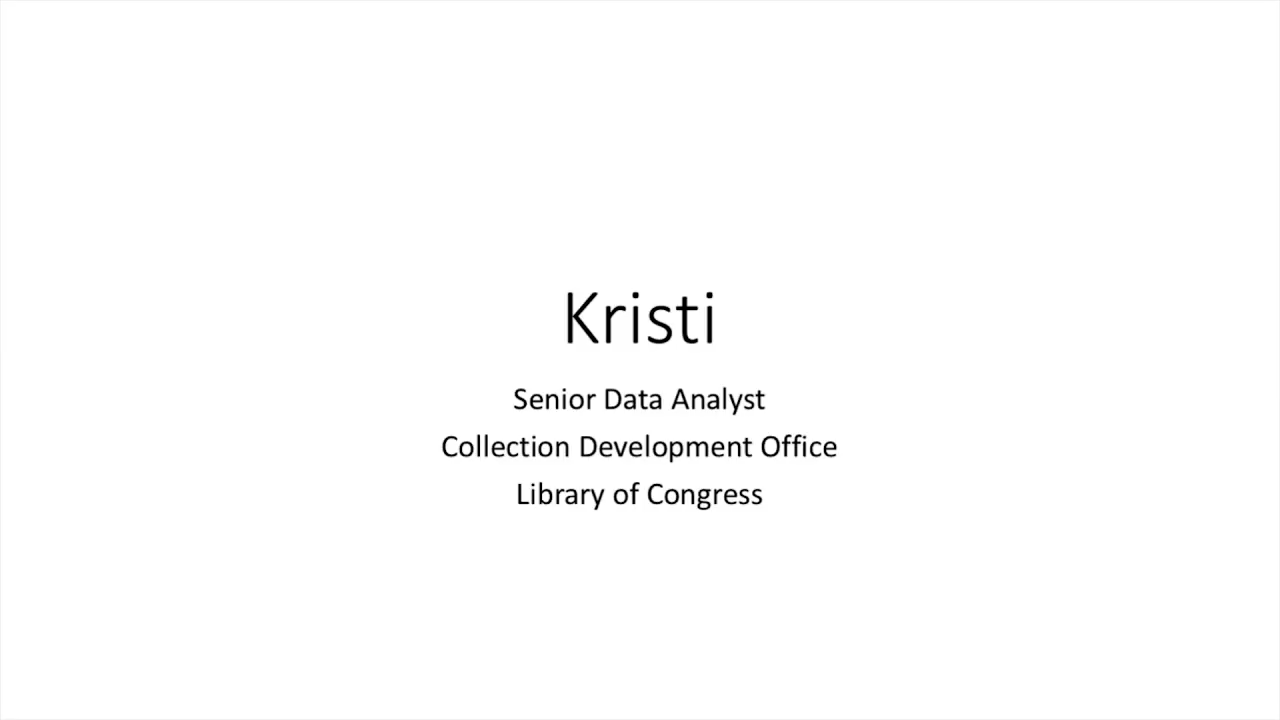 Kristi
Senior Data Analyst
Collection Development Office
Library of Congress